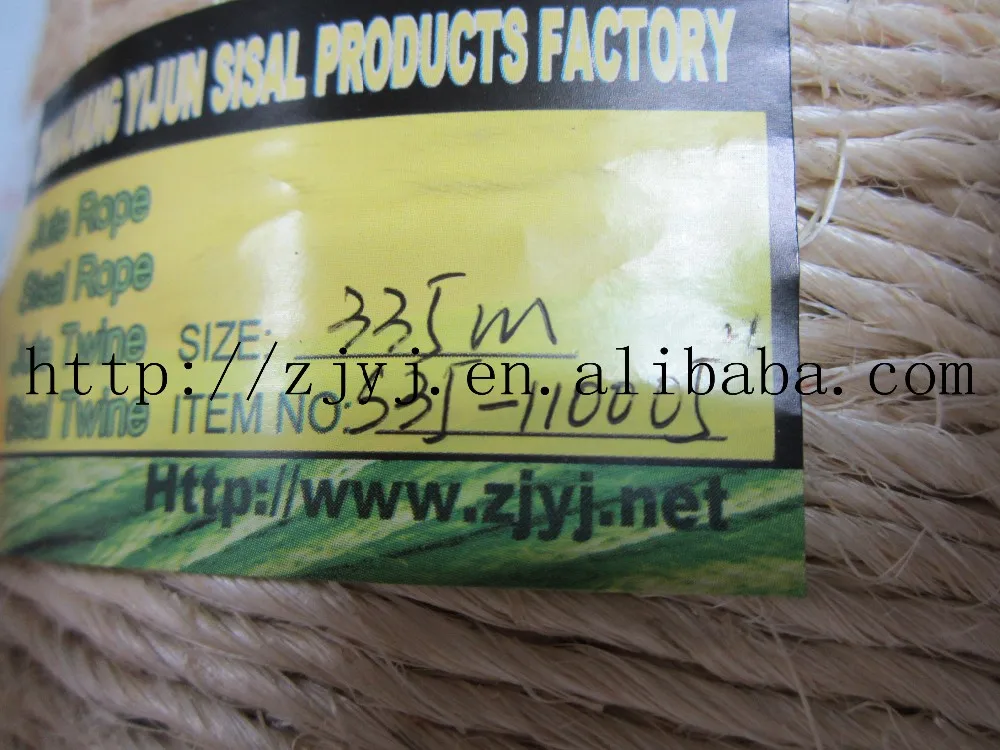 YIJUN SISAL PRODUCTS FACTORY
Jute Rope
Sisal Rope
Jute Twine
SIZE: 335m
http://zjyj.en.alibaba.com
Sisal Twine
ITEM NO:
Http://www.zjyj.net